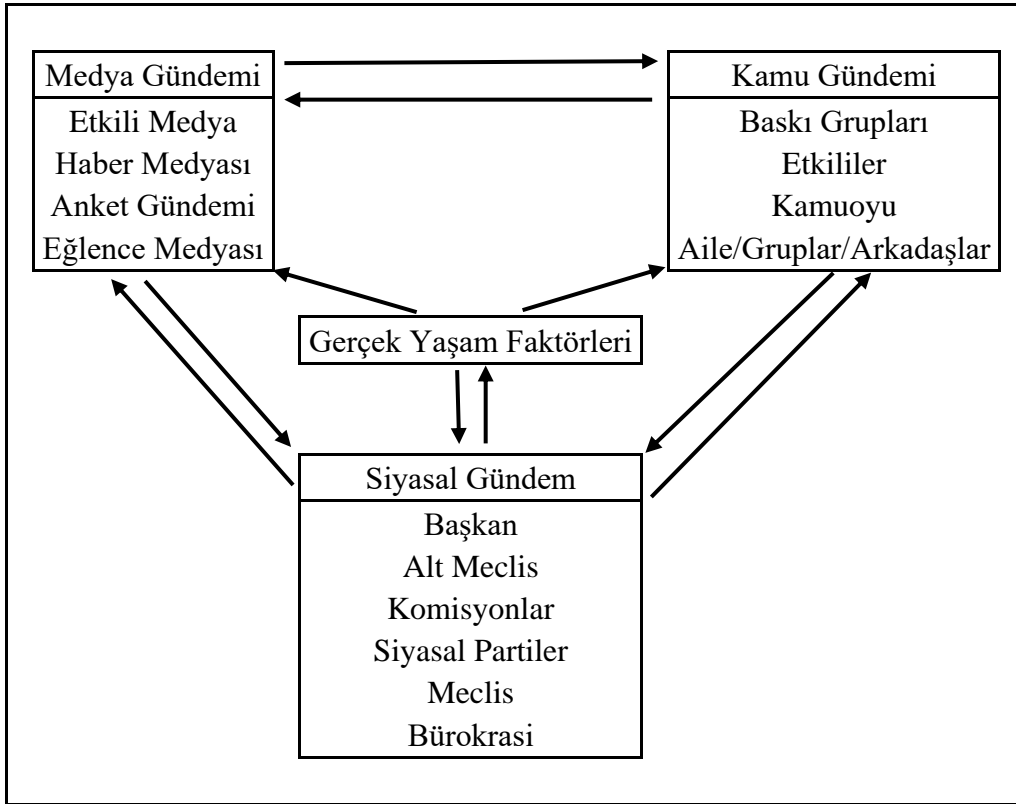 Medya Gündemi
Etkili Medya
Haber Medyası
Anket Gündemi
Eğlence Medyası
Kamu Gündemi
Baskı Grupları
Etkililer
Kamuoyu
Aile/Gruplar/Arkadaşlar
Gerçek Yaşam Faktörleri
Siyasal Gündem
Başkan
Alt Meclis
Komisyonlar
Siyasal Partiler
Meclis
Bürokrasi